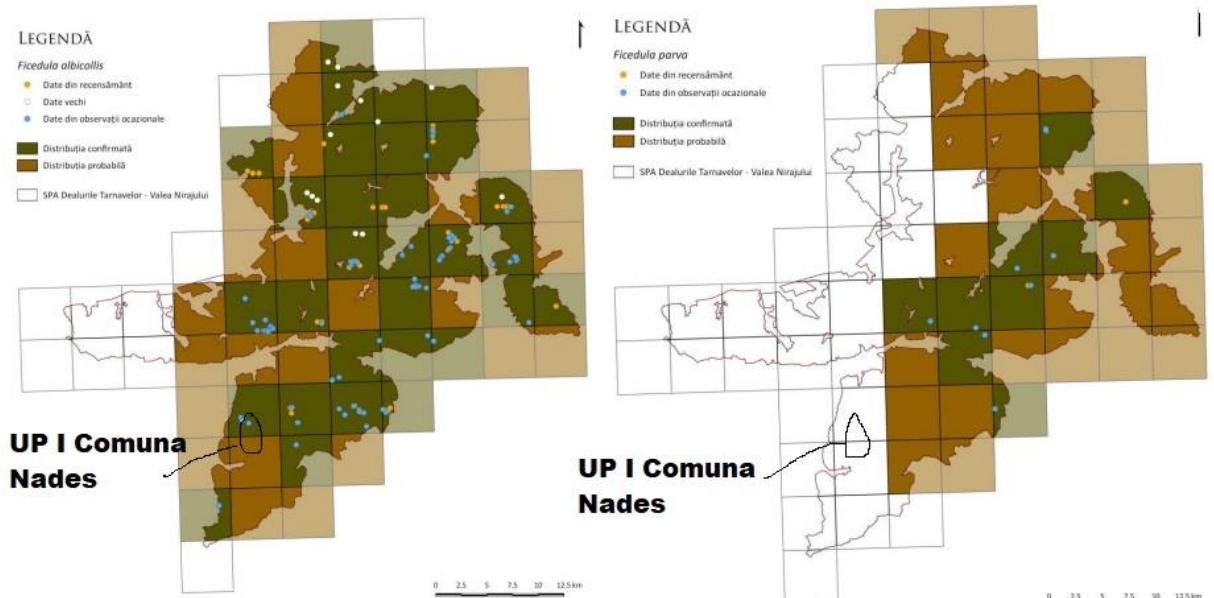 LEGENDĂ
Ficedula albicollis
Date din recensământ
Date vechi
Date din observații ocazionale
Distribuția confirmată
Distribuția probabilă
SPA Dealurile Tarnavelor - Valea Nirajului
UP I Comuna
Nades
0 2.5 5 7.5 10 12.5 km
LEGENDĂ
Ficedula parva
Date din recensământ
Date din observații ocazionale
Distribuția confirmată
Distribuția probabilă
SPA Dealurile Tarnavelor - Valea Nirajului
UP I Comuna
Nades
0 2.5 5 7.5 10 12.5 km